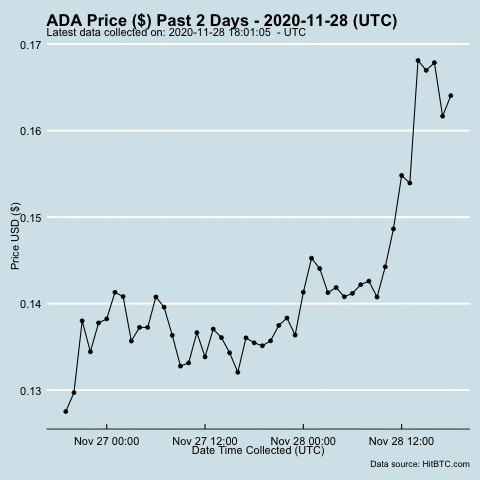 ADA Price ($) Past 2 Days - 2020-11-28 (UTC)
Latest data collected on: 2020-11-28 18:01:05 - UTC
0.17
0.16
0.15
0.14
0.13
Price USD ($)
Nov 27 00:00 Nov 27 12:00 Nov 28 00:00 Nov 28 12:00
Date Time Collected (UTC)
Data source: HitBTC.com